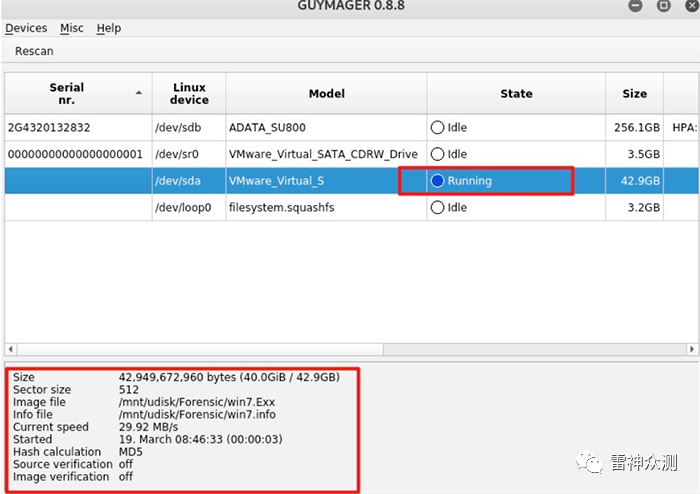 GUYMAGER 0.8.8
Devices Misc Help
Rescan
Serial nr. Linux device Model State Size
2G4320132832 /dev/sdb ADATA_SU800 Idle 256.1GB HPA:
00000000000000000001 /dev/sr0 VMware_Virtual_SATA_CDRW_Drive Idle 3.5GB
/dev/sda VMware_Virtual_S Running 42.9GB
/dev/loop0 filesystem.squashfs Idle 3.2GB
Size 42,949,672,960 bytes (40.0GiB / 42.9GB)
Sector size 512
Image file /mnt/udisk/Forensic/win7.Exx
Info file /mnt/udisk/Forensic/win7.info
Current speed 29.92 MB/s
Started 19. March 08:46:33 (00:00:03)
Hash calculation MD5
Source verification off
Image verification off
雷神众测